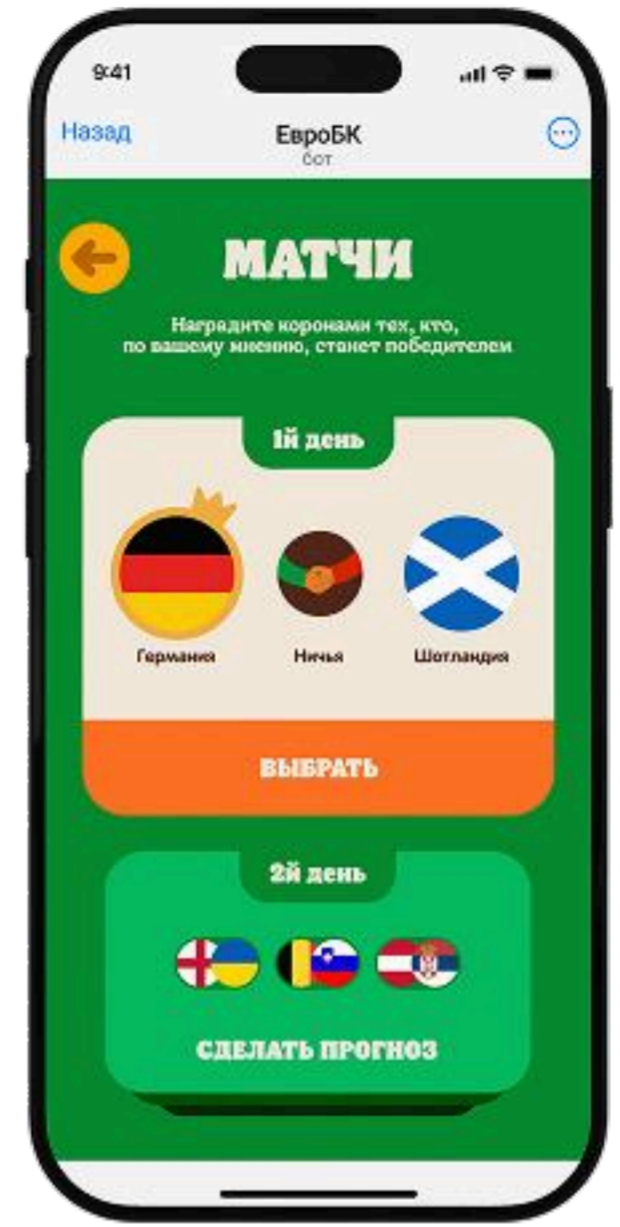 9:41
Назад
ЕвроБК
бот
МАТЧИ
Наградите коронами тех, кто,
по вашему мнению, станет победителем
1й день
Германия
Ничья
Шотландия
ВЫБРАТЬ
2й день
СДЕЛАТЬ ПРОГНОЗ